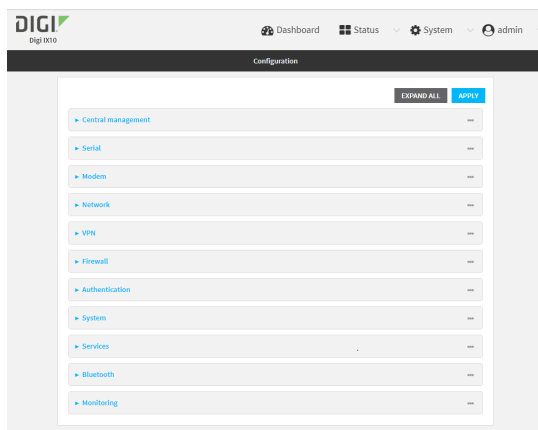 DIGI
Dashboard Status System admin
Digi IX10
Configuration
EXPAND ALL APPLY
Central management
Serial
Modem
Network
VPN
Firewall
Authentication
System
Services
Bluetooth
Monitoring